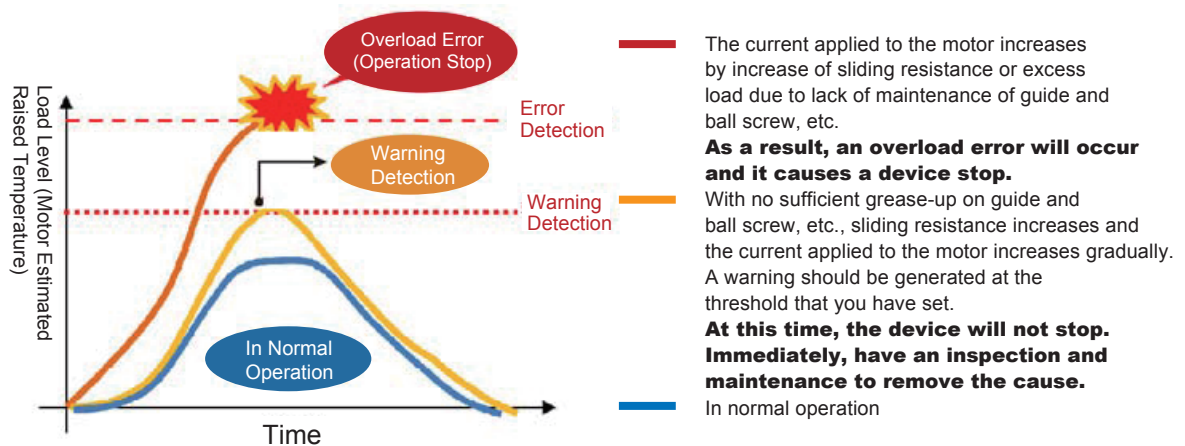 Overload Error
(Operation Stop)
Error
Detection
Warning
Detection
Warning
Detection
In Normal
Operation
Load Level (Motor Estimated
Raised Temperature)
Time
The current applied to the motor increases
by increase of sliding resistance or excess
load due to lack of maintenance of guide and
ball screw, etc.
As a result, an overload error will occur
and it causes a device stop.
With no sufficient grease-up on guide and
ball screw, etc., sliding resistance increases and
the current applied to the motor increases gradually.
A warning should be generated at the
threshold that you have set.
At this time, the device will not stop.
Immediately, have an inspection and
maintenance to remove the cause.
In normal operation